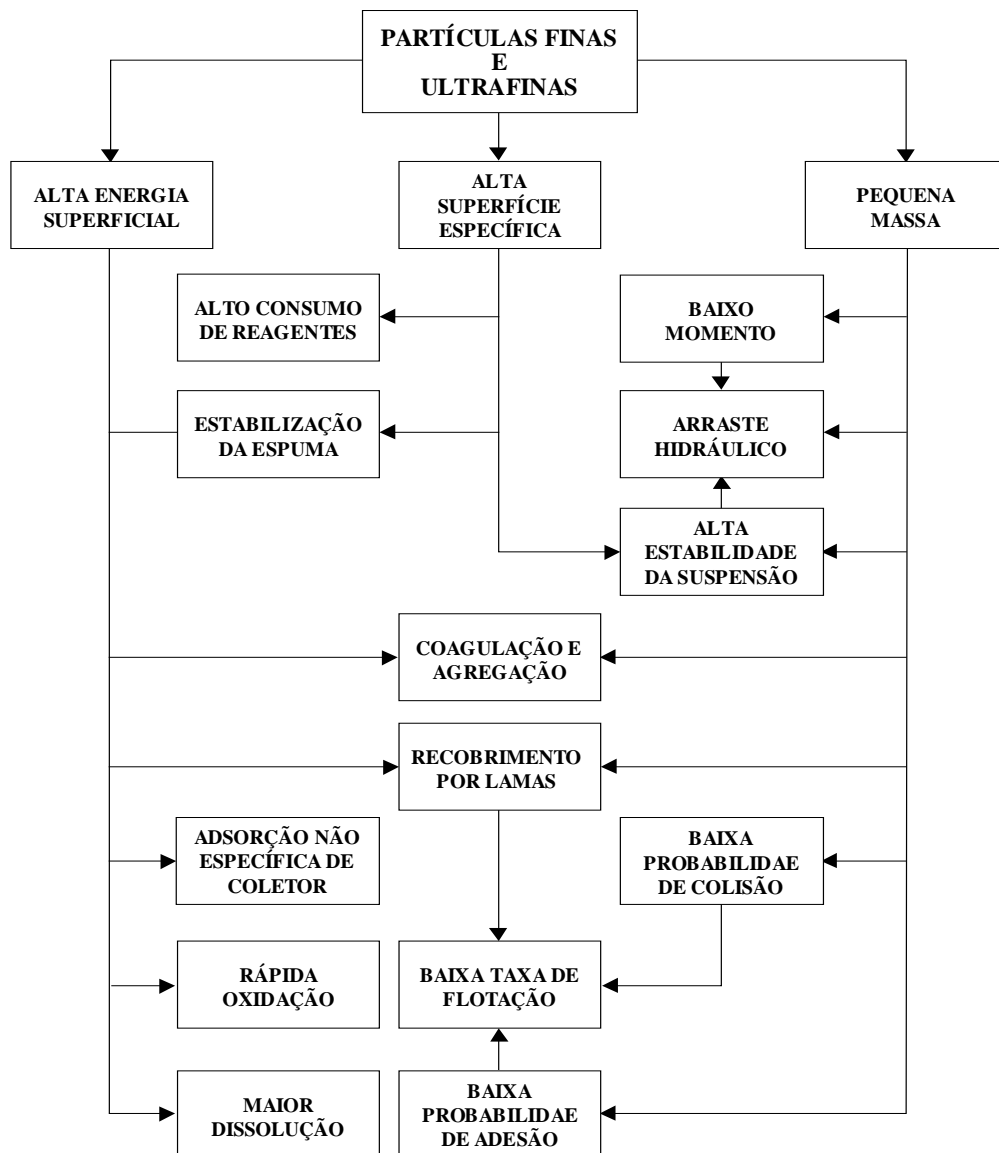 PARTÍCULAS FINAS
E
ULTRAFINAS
ALTA ENERGIA
SUPERFICIAL
ALTA
SUPERFÍCIE
ESPECÍFICA
PEQUENA
MASSA
ALTO CONSUMO
DE REAGENTES
BAIXO
MOMENTO
ESTABILIZAÇÃO
DA ESPUMA
ARRASTE
HIDRÁULICO
ALTA
ESTABILIDADE
DA SUSPENSÃO
COAGULAÇÃO E
AGREGAÇÃO
RECOBRIMENTO
POR LAMAS
ADSORÇÃO NÃO
ESPECÍFICA DE
COLETOR
BAIXA
PROBABILIDAE
DE COLISÃO
RÁPIDA
OXIDAÇÃO
BAIXA TAXA DE
FLOTAÇÃO
MAIOR
DISSOLUÇÃO
BAIXA
PROBABILIDAE
DE ADESÃO